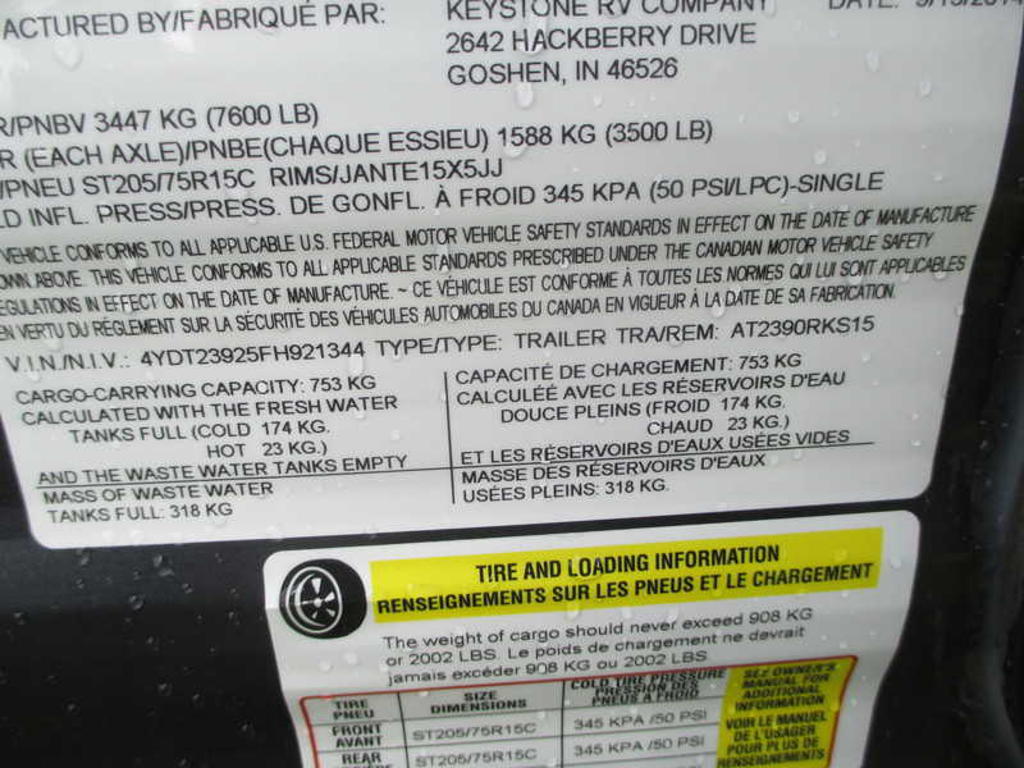 ACTURED BY/FABRIQUÉ PAR:
KEYSTONE RV COMPANY
DATE:
2642 HACKBERRY DRIVE
GOSHEN, IN 46526
R/PNBV 3447 KG (7600 LB)
R (EACH AXLE)/PNBE(CHAQUE ESSIEU) 1588 KG (3500 LB)
/PNEU ST205/75R15C RIMS/JANTE15X5JJ
LD INFL. PRESS/PRESS. DE GONFL. À FROID 345 KPA (50 PSI/LPC)-SINGLE
VEHICLE CONFORMS TO ALL APPLICABLE U.S. FEDERAL MOTOR VEHICLE SAFETY STANDARDS IN EFFECT ON THE DATE OF MANUFACTURE
OWN ABOVE. THIS VEHICLE CONFORMS TO ALL APPLICABLE STANDARDS PRESCRIBED UNDER THE CANADIAN MOTOR VEHICLE SAFETY
EGULATIONS IN EFFECT ON THE DATE OF MANUFACTURE. ~ CE VÉHICULE EST CONFORME À TOUTES LES NORMES QUI LUI SONT APPLICABLES
EN VERTU DU RÈGLEMENT SUR LA SÉCURITÉ DES VÉHICULES AUTOMOBILES DU CANADA EN VIGUEUR À LA DATE DE SA FABRICATION.
V.I.N./N.I.V.: 4YDT23925FH921344 TYPE/TYPE: TRAILER TRA/REM: AT2390RKS15
CARGO-CARRYING CAPACITY: 753 KG
CALCULATED WITH THE FRESH WATER
TANKS FULL (COLD 174 KG.
HOT 23 KG.)
AND THE WASTE WATER TANKS EMPTY
MASS OF WASTE WATER
TANKS FULL: 318 KG
CAPACITÉ DE CHARGEMENT: 753 KG
CALCULÉE AVEC LES RÉSERVOIRS D'EAU
DOUCE PLEINS (FROID 174 KG.
CHAUD 23 KG.)
ET LES RÉSERVOIRS D'EAUX USÉES VIDES
MASSE DES RÉSERVOIRS D'EAUX
USÉES PLEINS: 318 KG.
TIRE AND LOADING INFORMATION
RENSEIGNEMENTS SUR LES PNEUS ET LE CHARGEMENT
The weight of cargo should never exceed 908 KG
or 2002 LBS. Le poids de chargement ne devrait
jamais excéder 908 KG ou 2002 LBS
TIRE
PNEU
SIZE
DIMENSIONS
COLD TIRE PRESSURE
PRESSION DES
PNEUS A FROID
FRONT
AVANT
ST205/75R15C
345 KPA /50 PSI
REAR
ST205/75R15C
345 KPA /50 PSI
SEE OWNER'S
MANUAL FOR
ADDITIONAL
INFORMATION
VOIR LE MANUEL
DE L'USAGER
POUR PLUS DE
RENSEIGNEMENTS